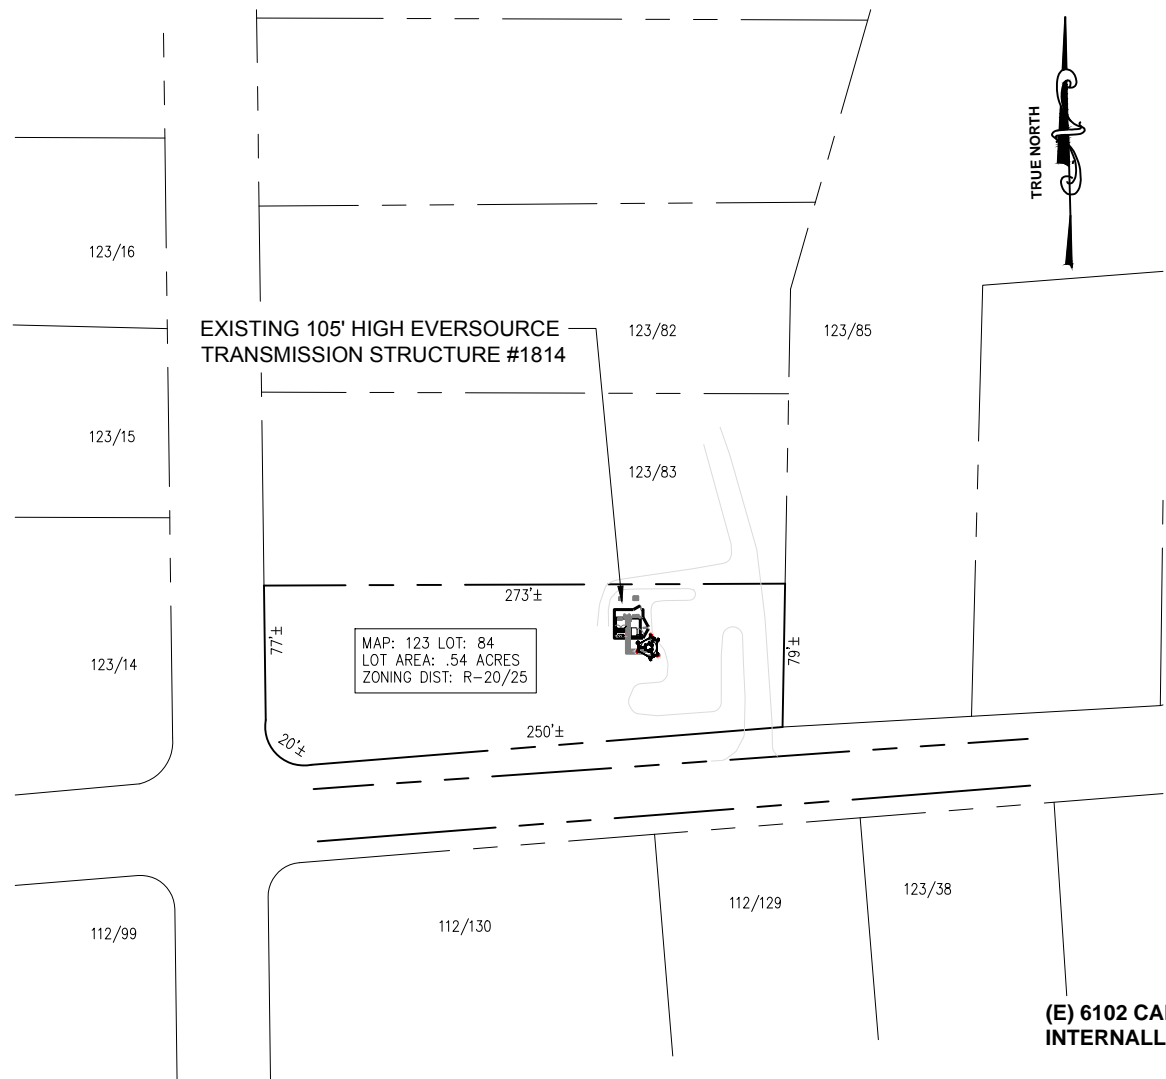 TRUE NORTH
123/16
EXISTING 105' HIGH EVERSOURCE
TRANSMISSION STRUCTURE #1814
123/82
123/85
123/15
123/83
273'±
77'±
MAP: 123 LOT: 84
LOT AREA: .54 ACRES
ZONING DIST: R-20/25
79'±
123/14
20'±
250'±
123/38
112/129
112/130
112/99
(E) 6102 CA
INTERNALL